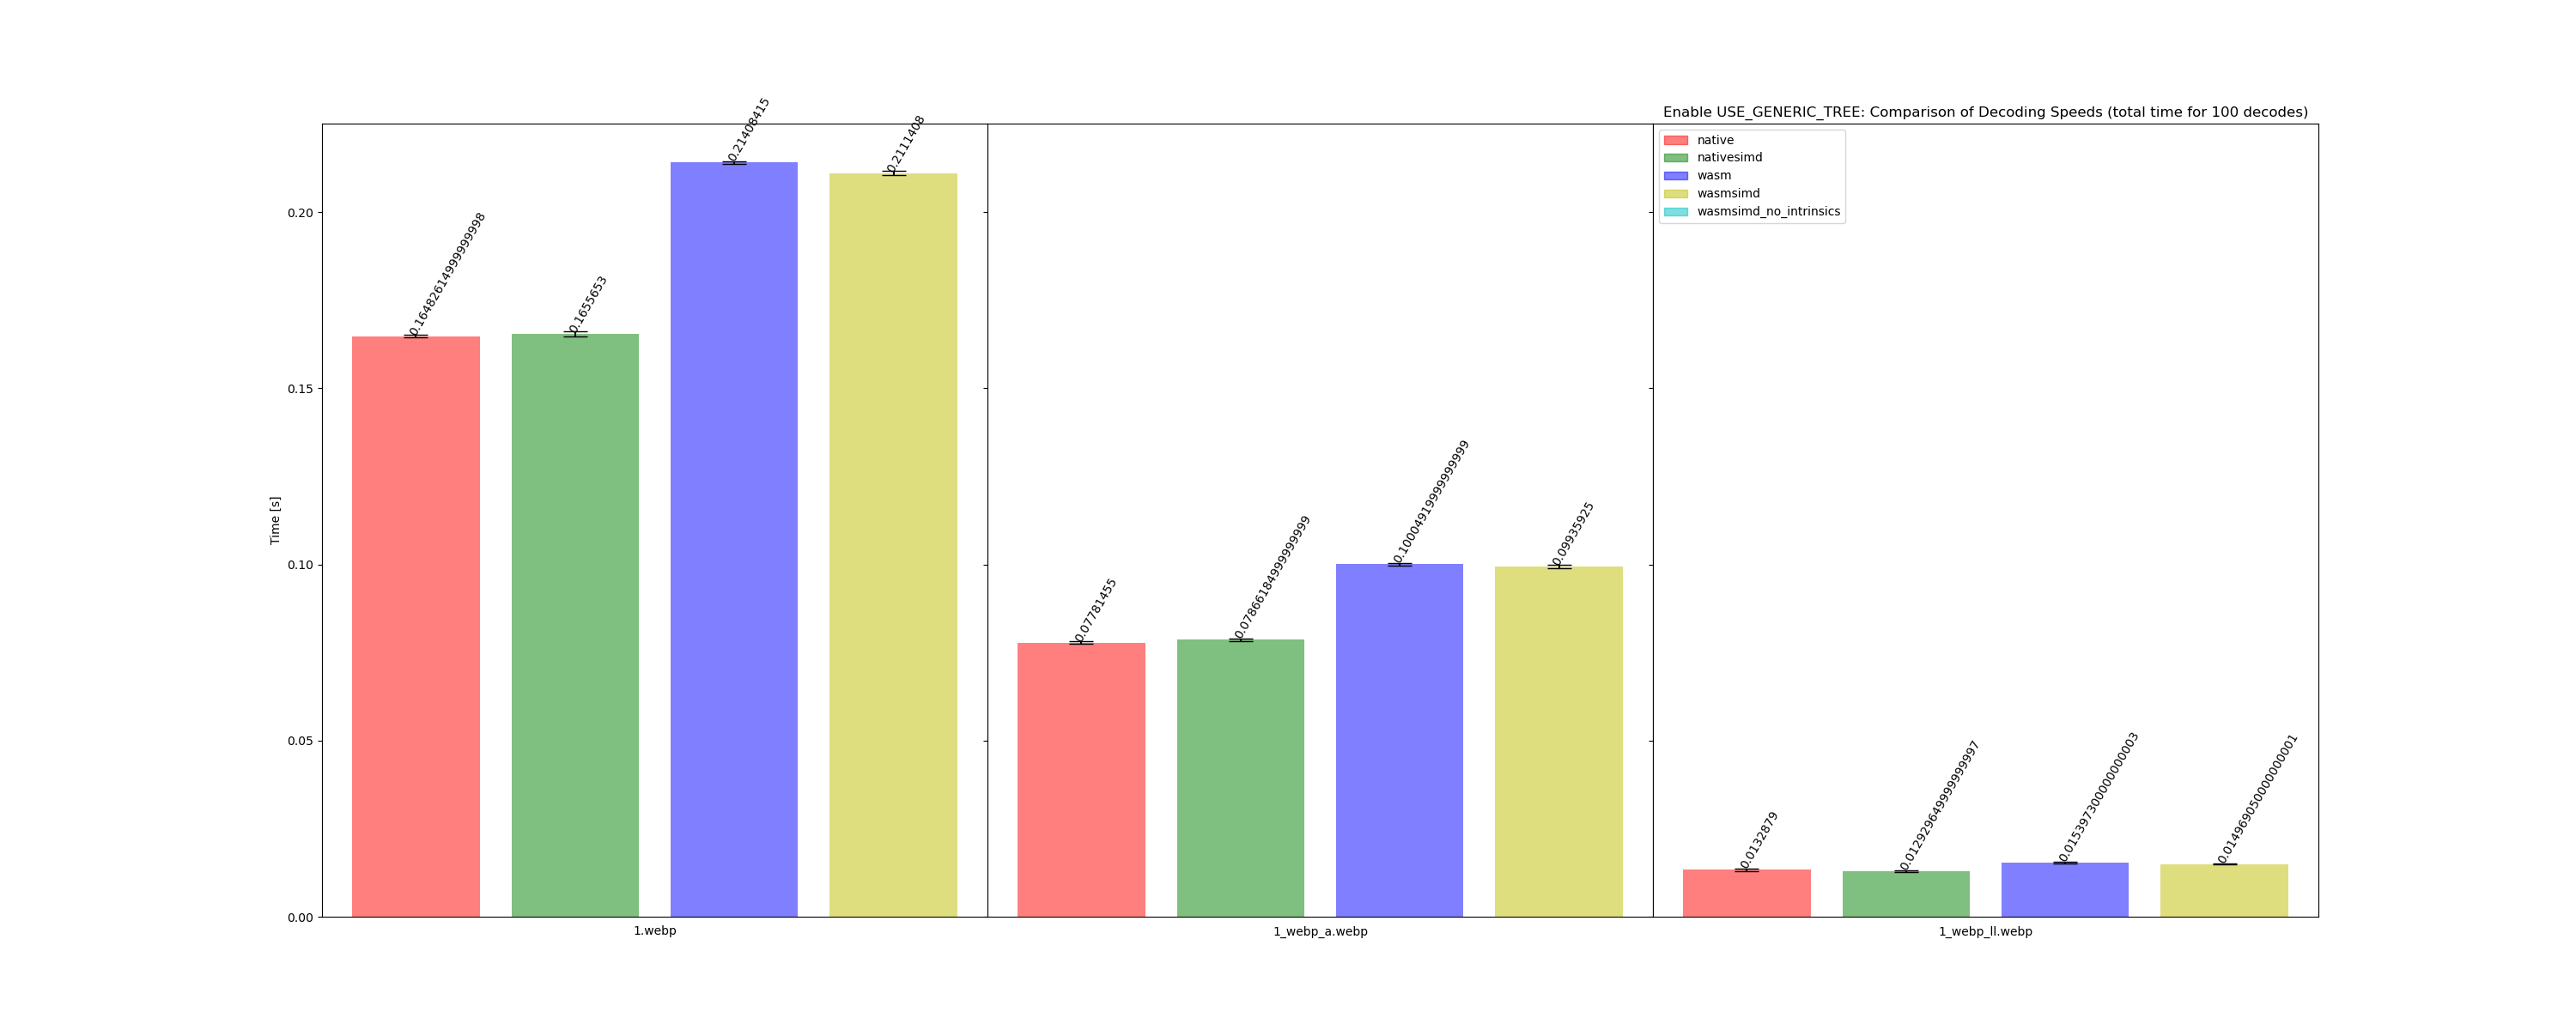 Enable USE_GENERIC_TREE: Comparison of Decoding Speeds (total time for 100 decodes)
native
nativesimd
wasm
wasmsimd
wasmsimd_no_intrinsics
Time [s]
0.20
0.15
0.10
0.05
0.00
0.16482614999999998
0.1655653
0.21408415
0.2111408
0.07781455
0.07866184999999999
0.10004919999999999
0.09935925
0.0132879
0.012929649999999997
0.015397300000000003
0.014969050000000001
1.webp
1_webp_a.webp
1_webp_ll.webp